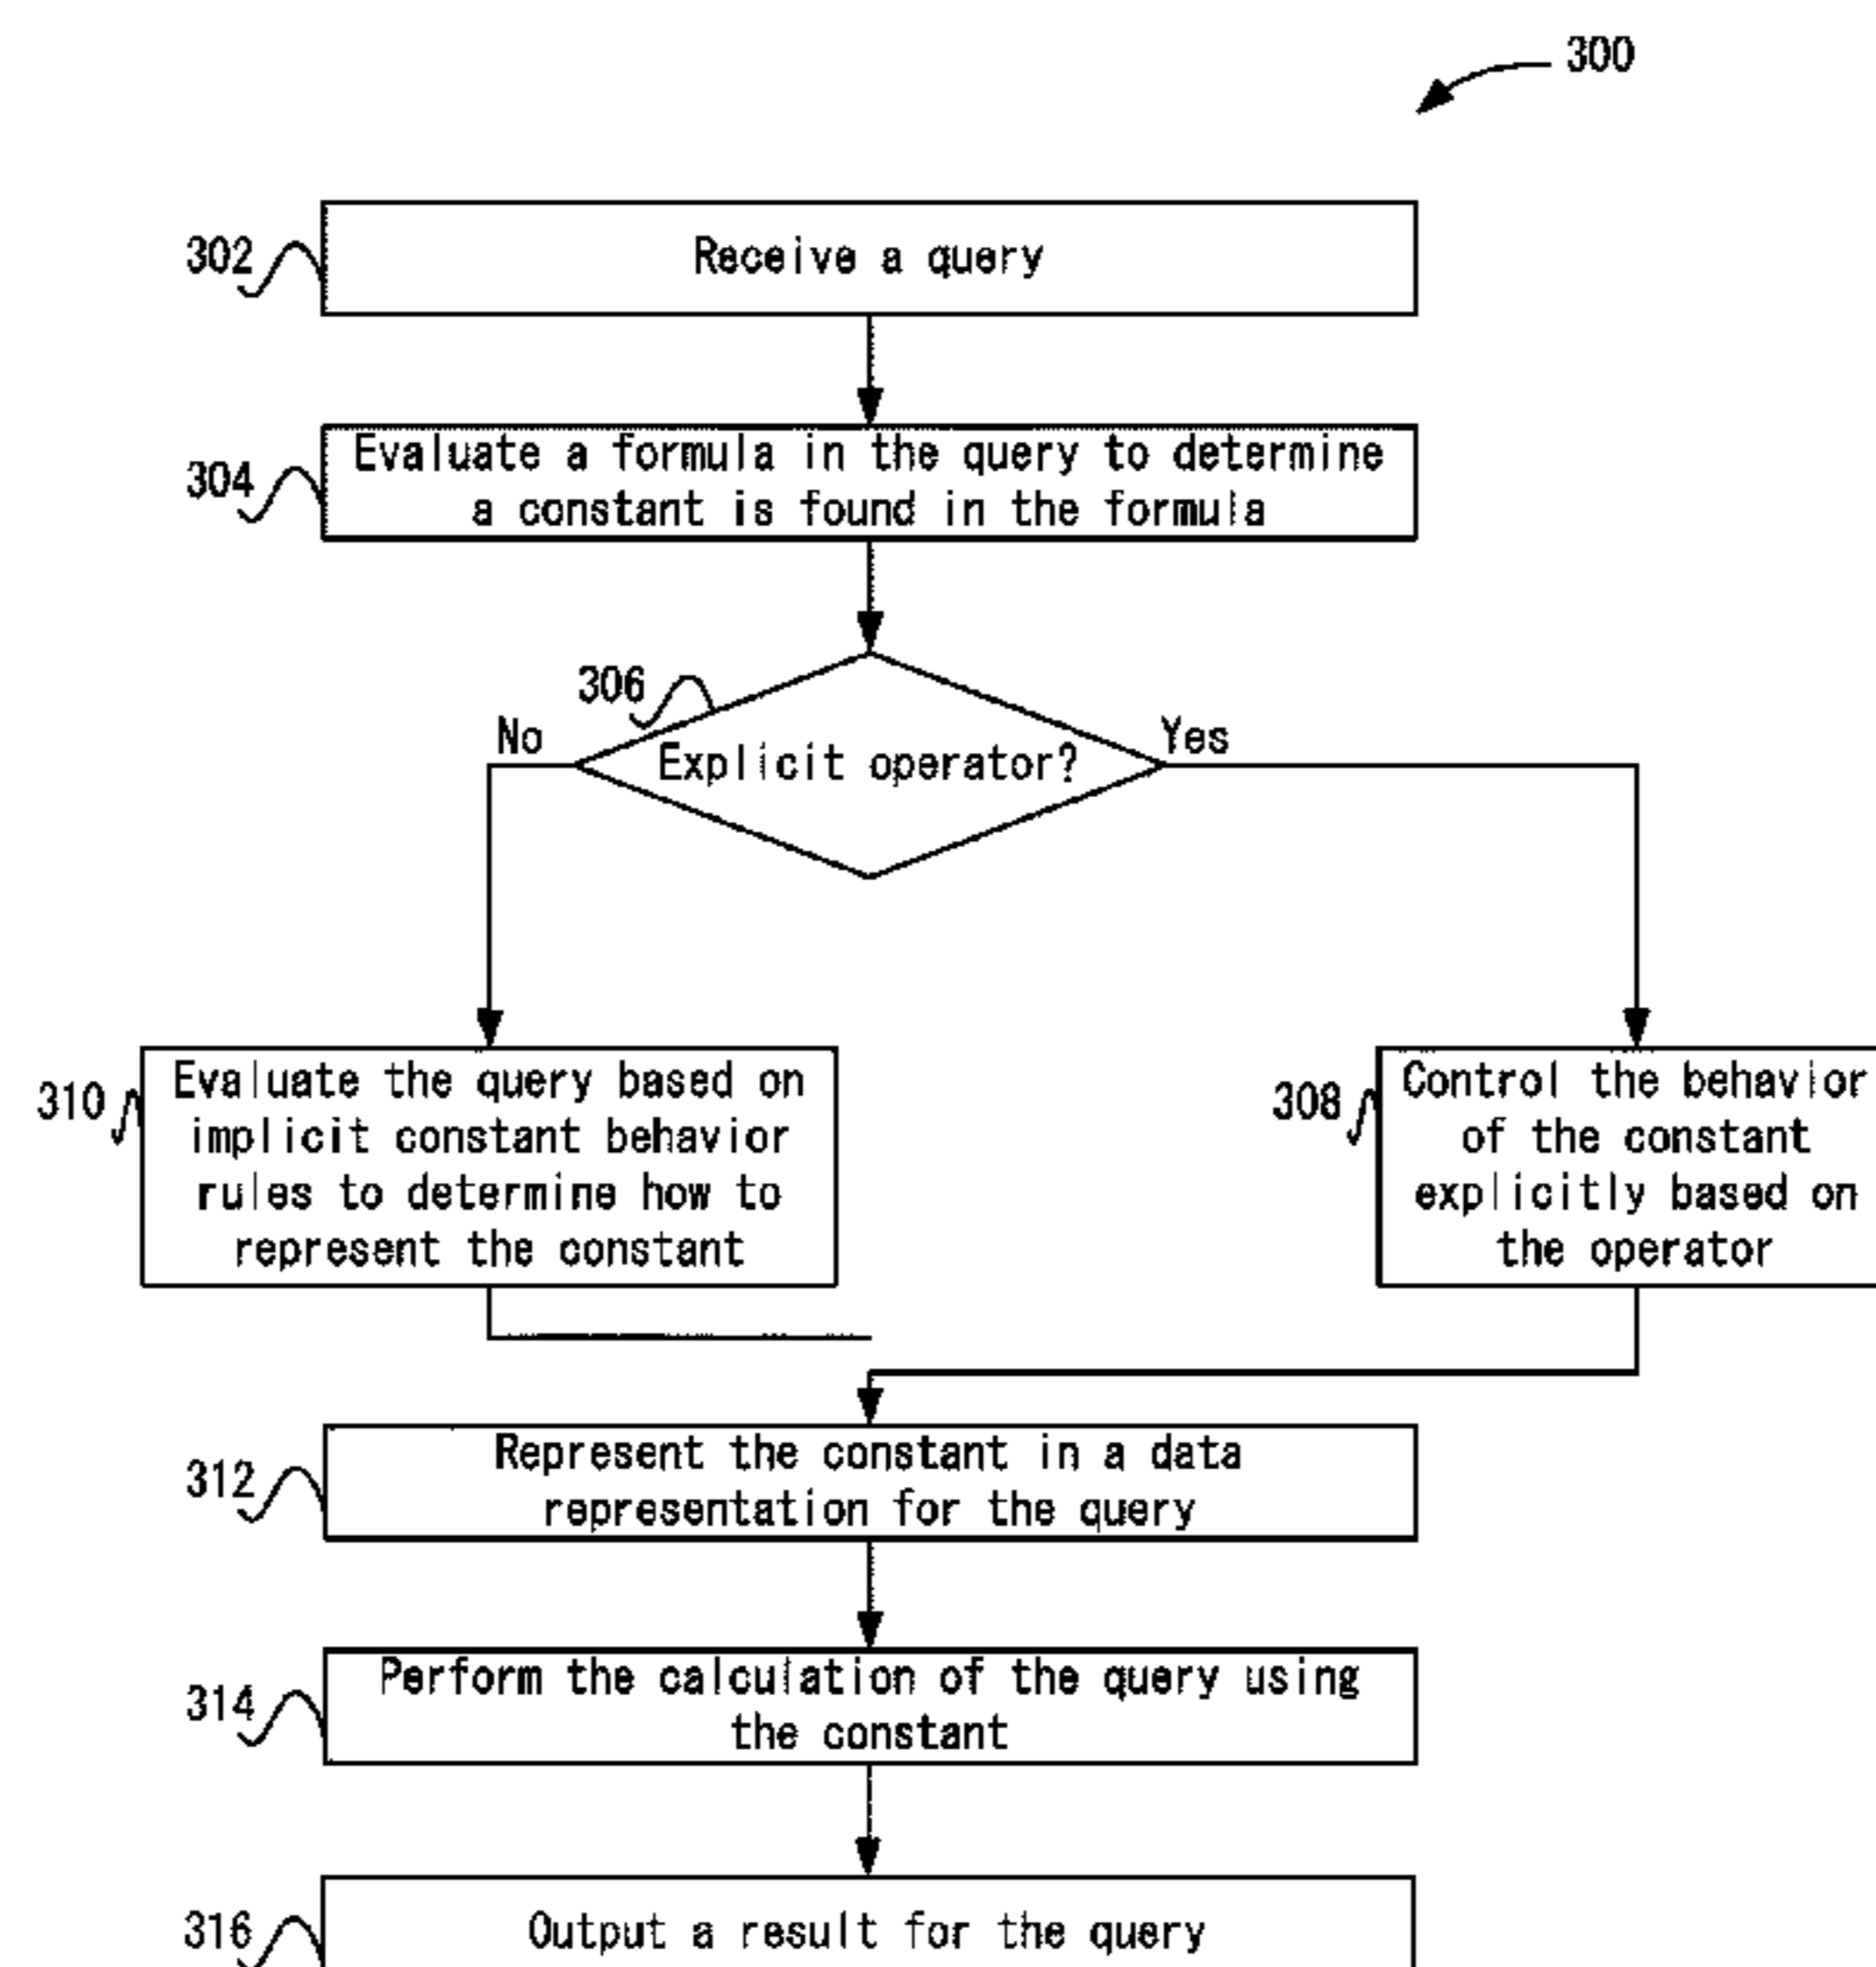 300
302
Receive a query
304
Evaluate a formula in the query to determine
a constant is found in the formula
306
No
Explicit operator?
Yes
310
Evaluate the query based on
implicit constant behavior
rules to determine how to
represent the constant
308
Control the behavior
of the constant
explicitly based on
the operator
312
Represent the constant in a data
representation for the query
314
Perform the calculation of the query using
the constant
316
Output a result for the query